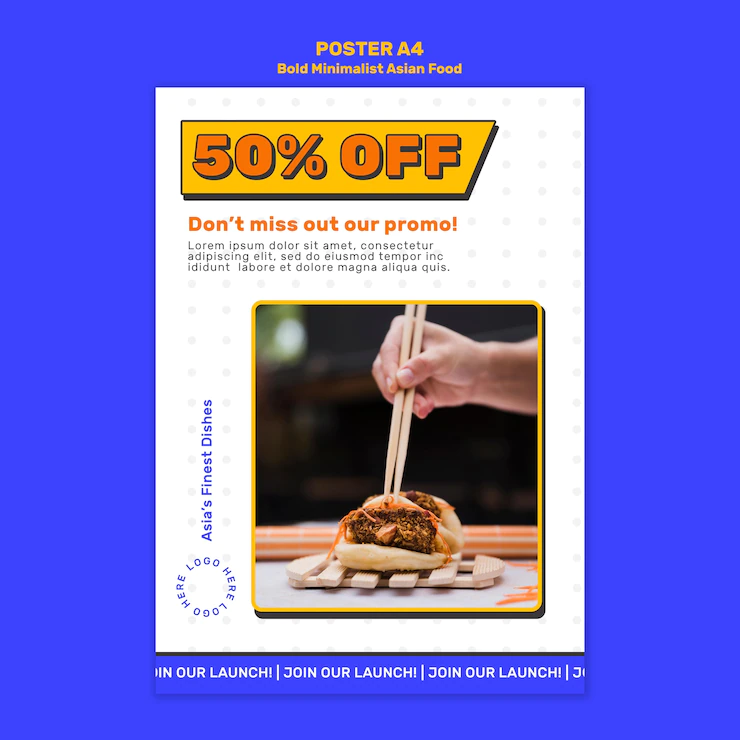 POSTER A4
Bold Minimalist Asian Food
50% OFF
Don't miss out our promo!
Lorem ipsum dolor sit amet, consectetur
adipiscing elit, sed do eiusmod tempor inc
ididunt labore et dolore magna aliqua quis.
Asia's Finest Dishes
LOGO HERE LOGO HERE
OIN OUR LAUNCH! | JOIN OUR LAUNCH! | JOIN OUR LAUNCH! | JO